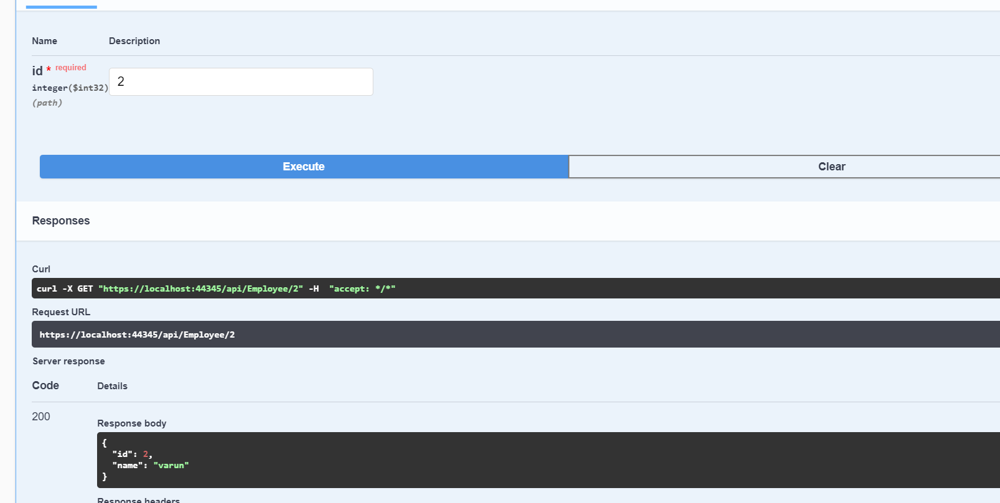 Name Description
id * required
integer($int32)
2
(path)
Execute Clear
Responses
Curl
curl -X GET "https://localhost:44345/api/Employee/2" -H  "accept: */*"
Request URL
https://localhost:44345/api/Employee/2
Server response
Code Details
200
Response body
{
  "id": 2,
  "name": "varun"
}
Response headers